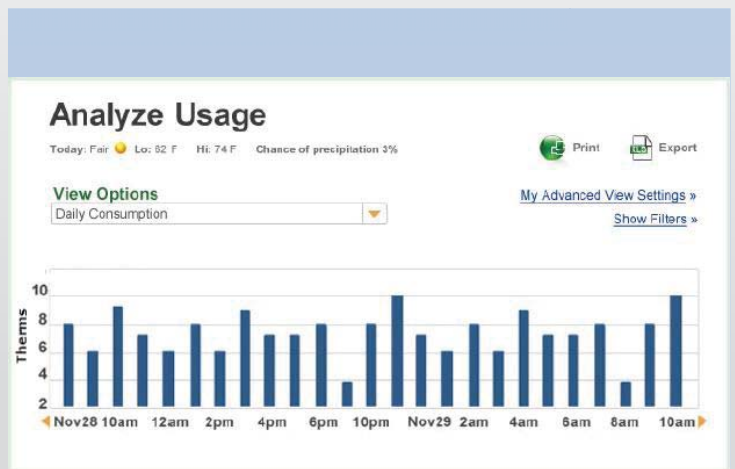 Analyze Usage
Today: Fair Lo: 62 F Hi: 74 F Chance of precipitation 3%
Print Export
View Options
My Advanced View Settings »
Daily Consumption
Show Filters »
Therms
10
8
6
4
2
Nov28 10am 12am 2pm 4pm 6pm 10pm Nov29 2am 4am 6am 8am 10am